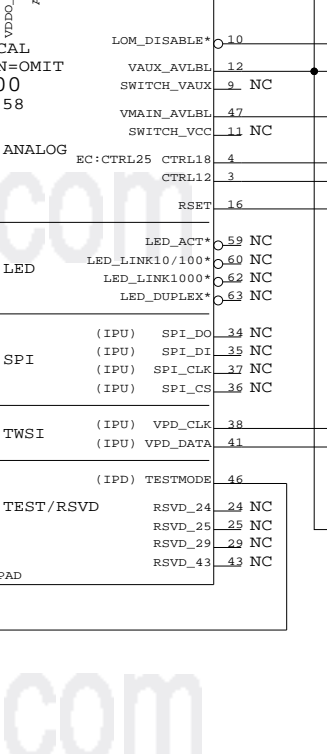 VDDO_
CAL
N=OMIT
00
58
LOM_DISABLE* 10
VAUX_AVLBL 12
SWITCH_VAUX 9 NC
VMAIN_AVLBL 47
SWITCH_VCC 11 NC
ANALOG
EC:CTRL25 CTRL18 4
CTRL12 3
RSET 16
LED_ACT* 59 NC
LED
LED_LINK10/100* 60 NC
LED_LINK1000* 62 NC
LED_DUPLEX* 63 NC
SPI
(IPU) SPI_DO 34 NC
(IPU) SPI_DI 35 NC
(IPU) SPI_CLK 37 NC
(IPU) SPI_CS 36 NC
TWSI
(IPU) VPD_CLK 38
(IPU) VPD_DATA 41
(IPD) TESTMODE 46
TEST/RSVD
RSVD_24 24 NC
RSVD_25 25 NC
RSVD_29 29 NC
RSVD_43 43 NC
PAD
com
com